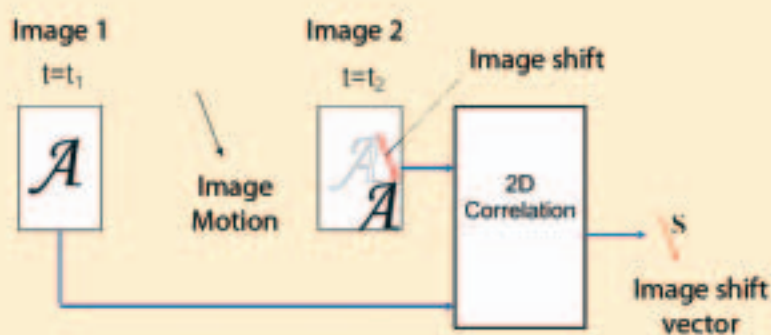 Image 1
t=t₁
A
Image Motion
Image 2
t=t₂
Image shift
A
A
2D
Correlation
S
Image shift
vector